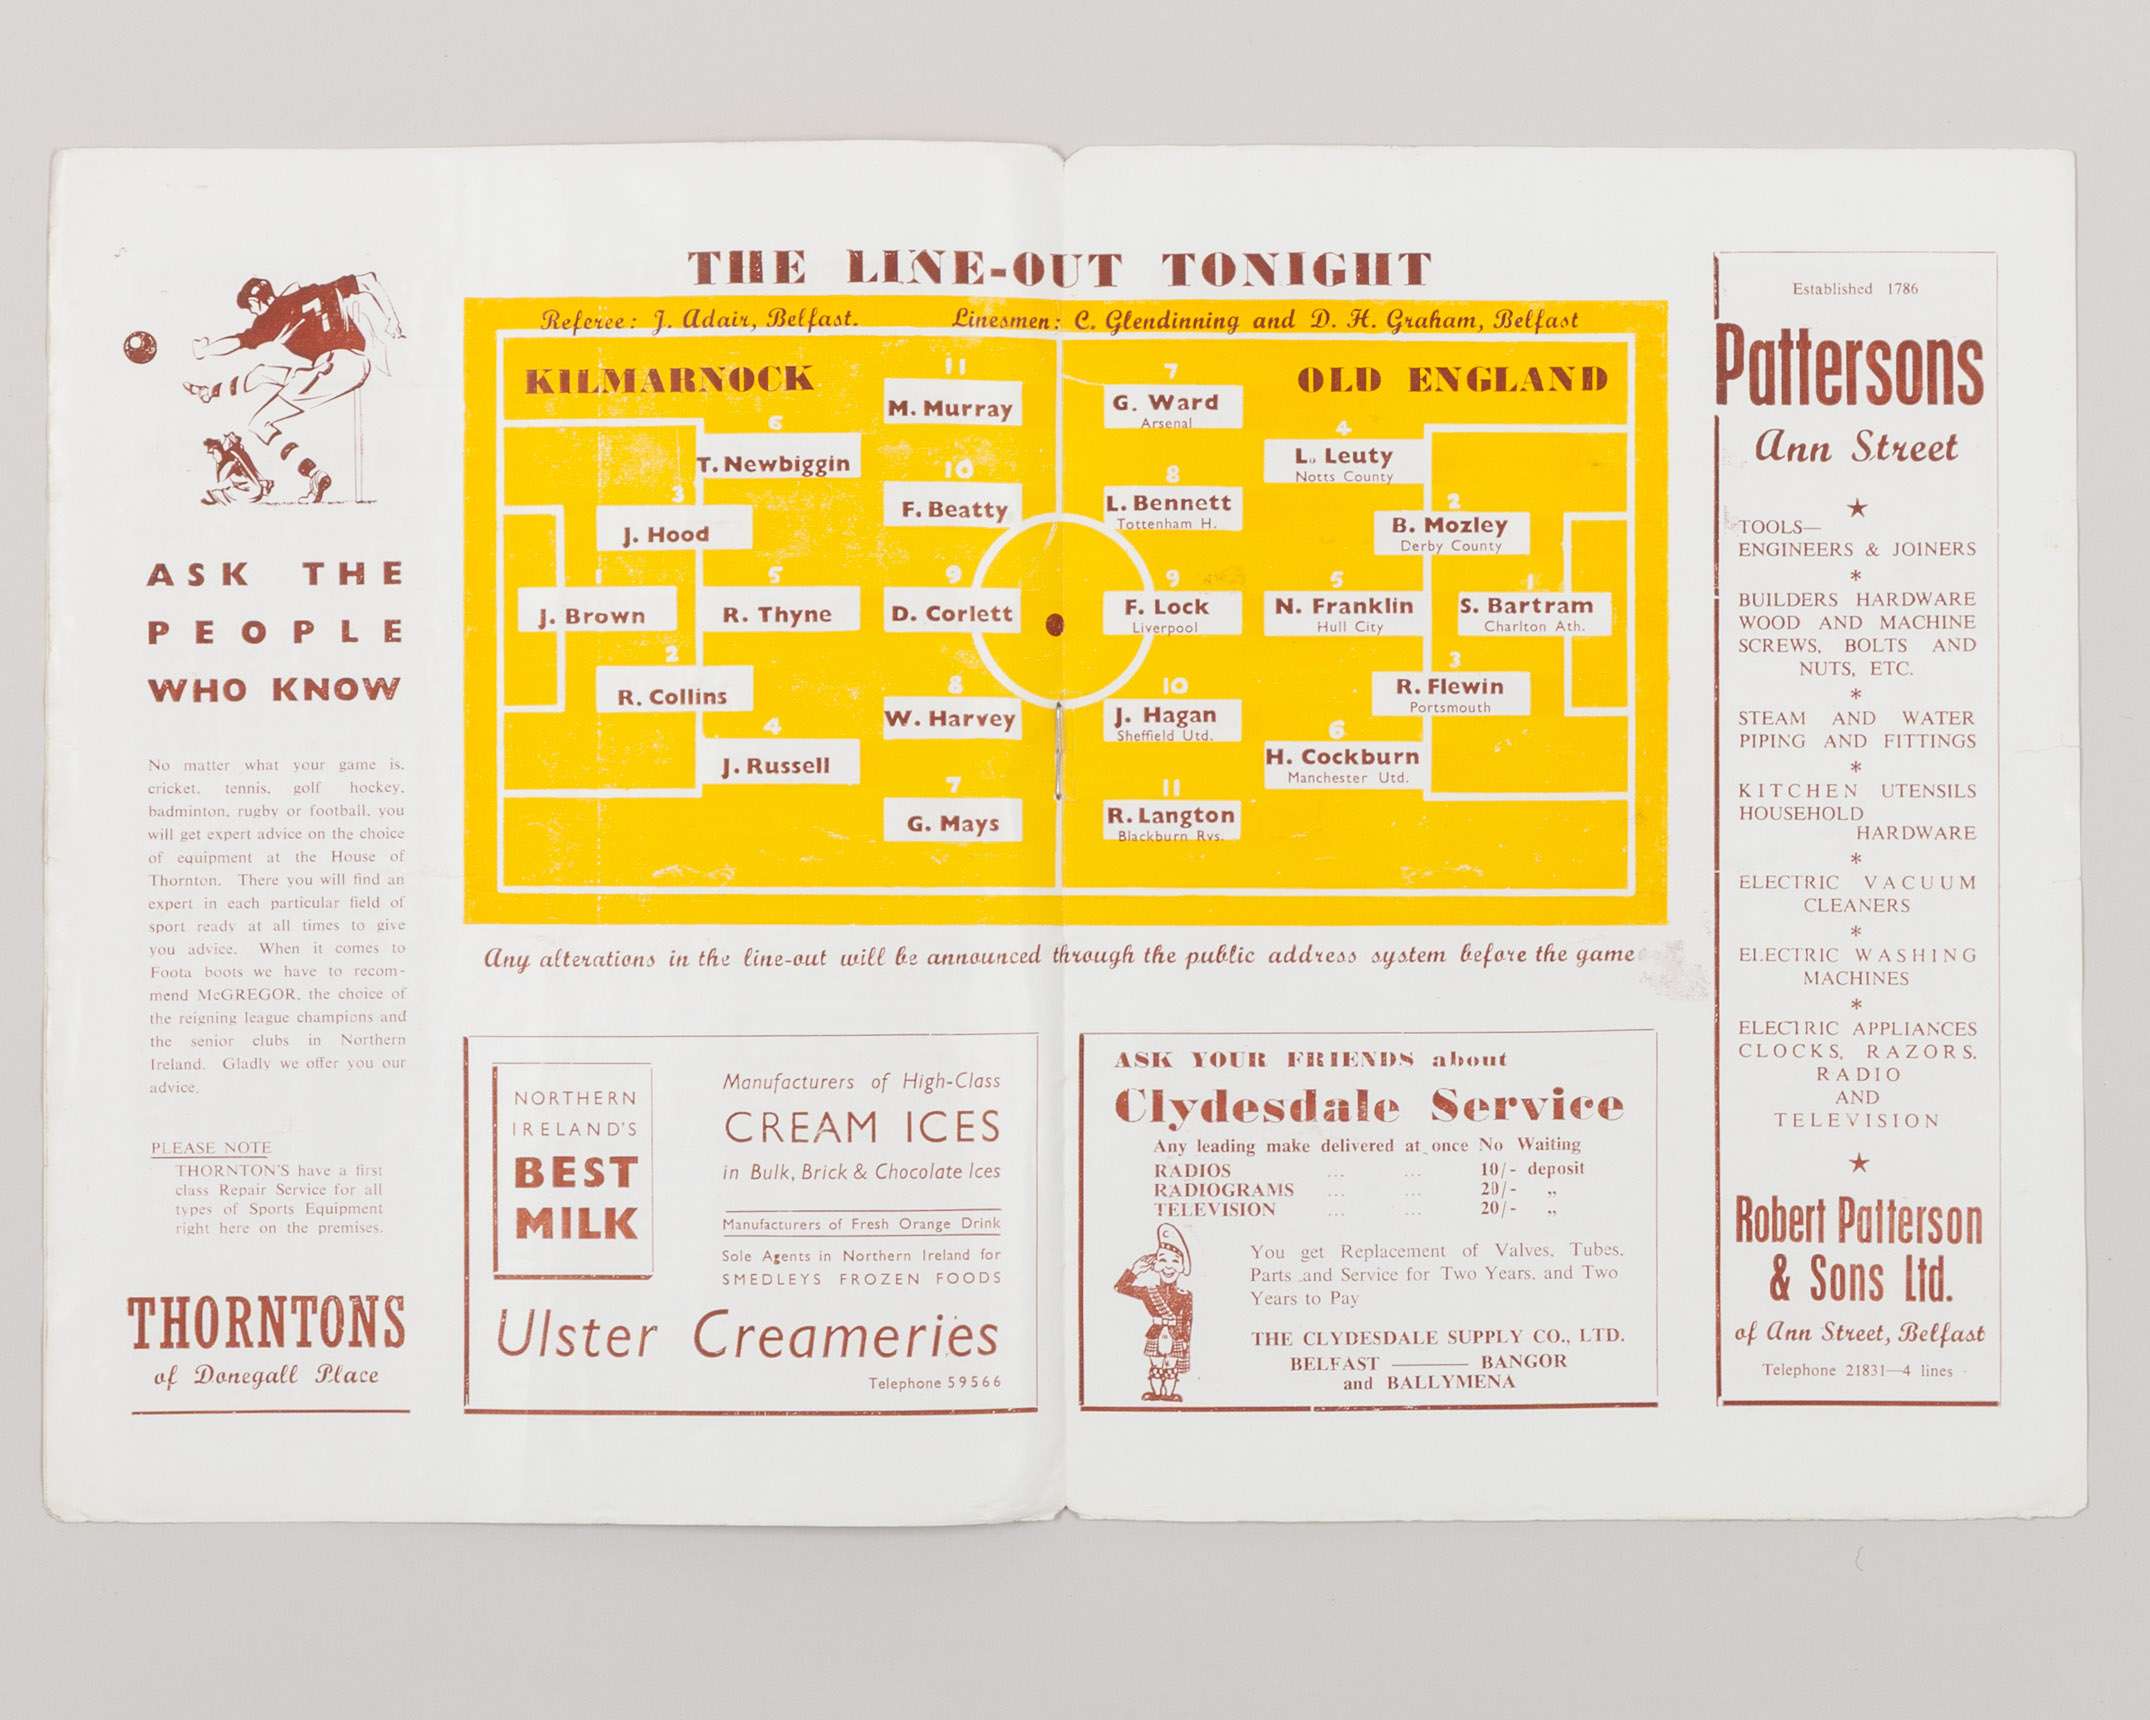 THE LINE-OUT TONIGHT
Referee: J. Adair, Belfast.
Linesmen: C. Glendinning and D. H. Graham, Belfast
KILMARNOCK
11
M. Murray
6
T. Newbiggin
10
F. Beatty
3
J. Hood
1
J. Brown
5
R. Thyne
9
D. Corlett
2
R. Collins
8
W. Harvey
4
J. Russell
7
G. Mays
OLD ENGLAND
7
G. Ward
Arsenal
4
L. Leuty
Notts County
8
L. Bennett
Tottenham H.
2
B. Mozley
Derby County
9
F. Lock
Liverpool
5
N. Franklin
Hull City
1
S. Bartram
Charlton Ath.
3
R. Flewin
Portsmouth
10
J. Hagan
Sheffield Utd.
6
H. Cockburn
Manchester Utd.
11
R. Langton
Blackburn Rvs.
Any alterations in the line-out will be announced through the public address system before the game
7
ASK THE
PEOPLE
WHO KNOW
No matter what your game is,
cricket, tennis, golf hockey,
badminton, rugby or football, you
will get expert advice on the choice
of equipment at the House of
Thornton. There you will find an
expert in each particular field of
sport ready at all times to give
you advice. When it comes to
Foota boots we have to recom-
mend McGREGOR, the choice of
the reigning league champions and
the senior clubs in Northern
Ireland. Gladly we offer you our
advice.
PLEASE NOTE
THORNTON'S have a first
class Repair Service for all
types of Sports Equipment
right here on the premises.
THORNTONS
of Donegall Place
NORTHERN
IRELAND'S
BEST
MILK
Manufacturers of High-Class
CREAM ICES
in Bulk, Brick & Chocolate Ices
Manufacturers of Fresh Orange Drink
Sole Agents in Northern Ireland for
SMEDLEYS FROZEN FOODS
Ulster Creameries
Telephone 59566
ASK YOUR FRIENDS about
Clydesdale Service
Any leading make delivered at once No Waiting
RADIOS ... ... 10/- deposit
RADIOGRAMS ... ... 20/- „
TELEVISION ... ... 20/- „
C
You get Replacement of Valves, Tubes,
Parts and Service for Two Years, and Two
Years to Pay
THE CLYDESDALE SUPPLY CO., LTD.
BELFAST ——— BANGOR
and BALLYMENA
Established 1786
Pattersons
Ann Street
TOOLS—
ENGINEERS & JOINERS
*
BUILDERS HARDWARE
WOOD AND MACHINE
SCREWS, BOLTS AND
NUTS, ETC.
*
STEAM AND WATER
PIPING AND FITTINGS
*
KITCHEN UTENSILS
HOUSEHOLD
HARDWARE
*
ELECTRIC VACUUM
CLEANERS
*
ELECTRIC WASHING
MACHINES
*
ELECTRIC APPLIANCES
CLOCKS, RAZORS,
RADIO
AND
TELEVISION
Robert Patterson
& Sons Ltd.
of Ann Street, Belfast
Telephone 21831—4 lines